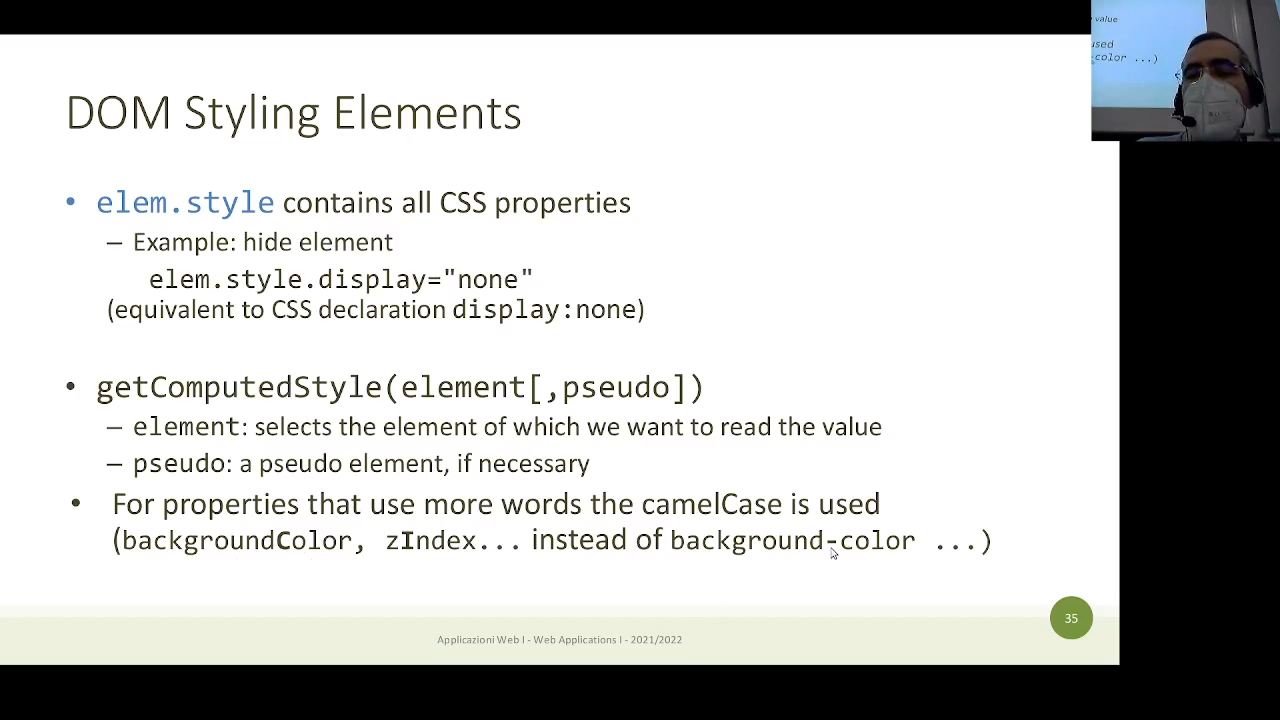 DOM Styling Elements
• elem.style contains all CSS properties
– Example: hide element
elem.style.display="none"
(equivalent to CSS declaration display:none)
• getComputedStyle(element[,pseudo])
– element: selects the element of which we want to read the value
– pseudo: a pseudo element, if necessary
• For properties that use more words the camelCase is used
(backgroundColor, zIndex... instead of background-color ...)
35
Applicazioni Web I - Web Applications I - 2021/2022
value
used
-color ...)